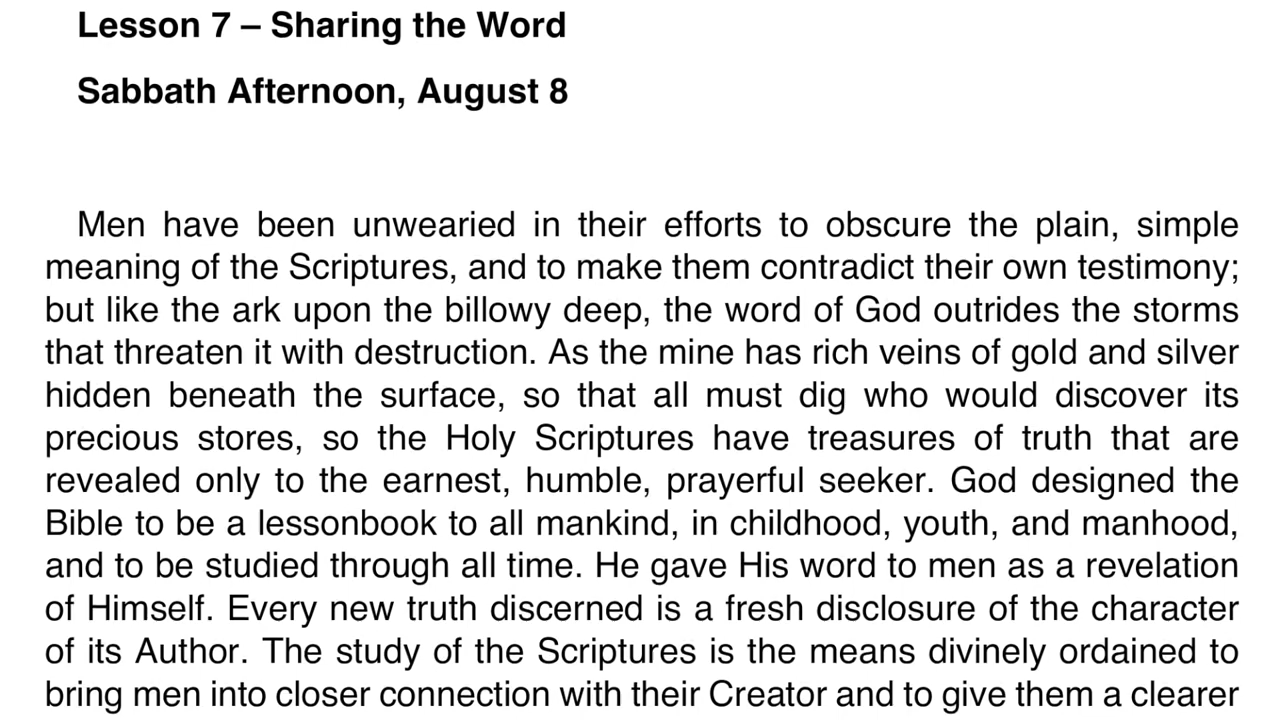 Lesson 7 – Sharing the Word
Sabbath Afternoon, August 8
Men have been unwearied in their efforts to obscure the plain, simple
meaning of the Scriptures, and to make them contradict their own testimony;
but like the ark upon the billowy deep, the word of God outrides the storms
that threaten it with destruction. As the mine has rich veins of gold and silver
hidden beneath the surface, so that all must dig who would discover its
precious stores, so the Holy Scriptures have treasures of truth that are
revealed only to the earnest, humble, prayerful seeker. God designed the
Bible to be a lessonbook to all mankind, in childhood, youth, and manhood,
and to be studied through all time. He gave His word to men as a revelation
of Himself. Every new truth discerned is a fresh disclosure of the character
of its Author. The study of the Scriptures is the means divinely ordained to
bring men into closer connection with their Creator and to give them a clearer